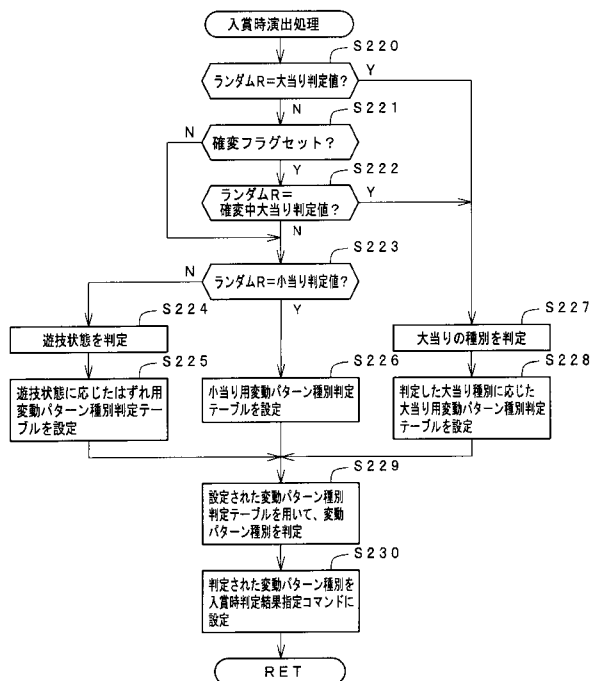 入賞時演出処理
S220
ランダムR=大当り判定値?
Y
N
S221
確変フラグセット?
N
Y
S222
ランダムR=
確変中大当り判定値?
Y
N
S223
ランダムR=小当り判定値?
N
Y
S224
遊技状態を判定
S227
大当りの種別を判定
S225
遊技状態に応じたはずれ用
変動パターン種別判定テー
ブルを設定
S226
小当り用変動パターン種別判定
テーブルを設定
S228
判定した大当り種別に応じた
大当り用変動パターン種別判定
テーブルを設定
S229
設定された変動パターン種別
判定テーブルを用いて、変動
パターン種別を判定
S230
判定された変動パターン種別を
入賞時判定結果指定コマンドに
設定
RET